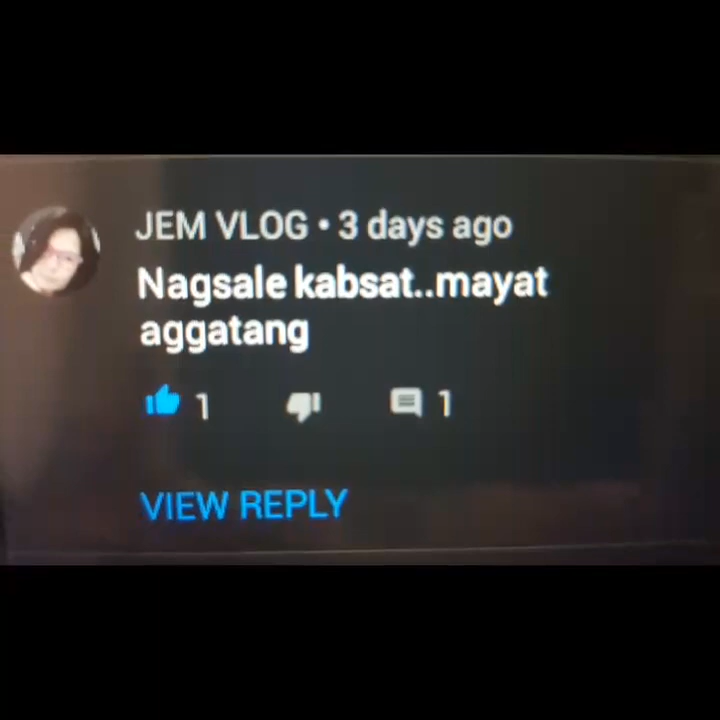 JEM VLOG • 3 days ago
Nagsale kabsat..mayat
aggatang
1
1
VIEW REPLY